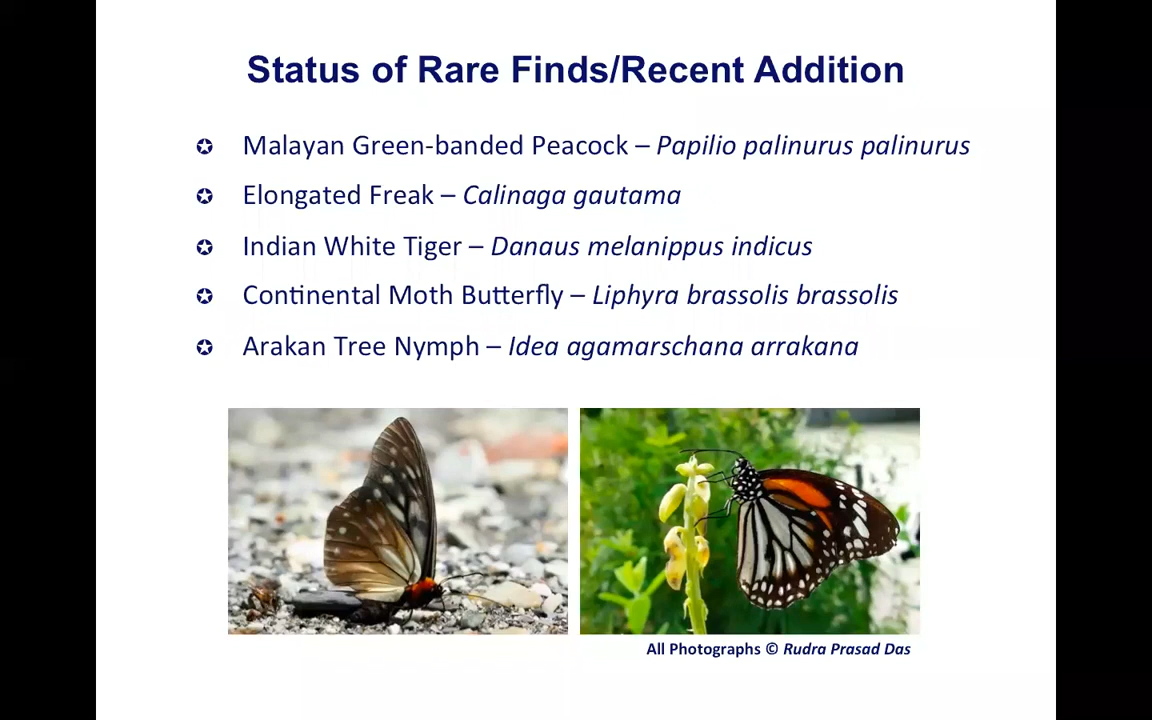 Status of Rare Finds/Recent Addition
✪ Malayan Green-banded Peacock – Papilio palinurus palinurus
✪ Elongated Freak – Calinaga gautama
✪ Indian White Tiger – Danaus melanippus indicus
✪ Continental Moth Butterfly – Liphyra brassolis brassolis
✪ Arakan Tree Nymph – Idea agamarschana arrakana
All Photographs © Rudra Prasad Das